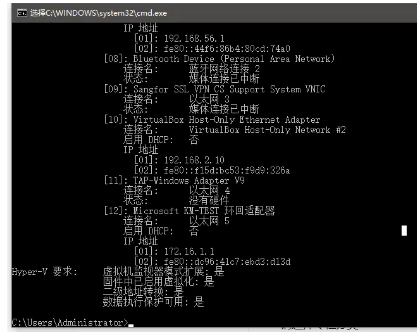 选择C:\WINDOWS\system32\cmd.exe
IP 地址
[01]: 192.168.56.1
[02]: fe80::44f6:86b4:80cd:74a0
[08]: Bluetooth Device (Personal Area Network)
连接名: 蓝牙网络连接 2
状态: 媒体连接已中断
[09]: Sangfor SSL VPN CS Support System VNIC
连接名: 以太网 3
状态: 媒体连接已中断
[10]: VirtualBox Host-Only Ethernet Adapter
连接名: VirtualBox Host-Only Network #2
启用 DHCP: 否
IP 地址
[01]: 192.168.2.10
[02]: fe80::f15d:bc53:f9d9:326a
[11]: TAP-Windows Adapter V9
连接名: 以太网 4
状态: 没有硬件
[12]: Microsoft KM-TEST 环回适配器
连接名: 以太网 5
启用 DHCP: 否
IP 地址
[01]: 172.16.1.1
[02]: fe80::dc96:41c7:ebd3:d13d
Hyper-V 要求: 虚拟机监视器模式扩展: 是
固件中已启用虚拟化: 是
二级地址转换: 是
数据执行保护可用: 是
C:\Users\Administrator>